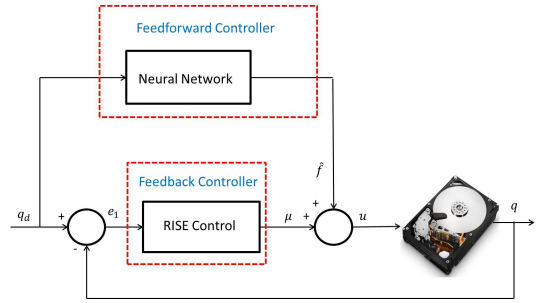 Feedforward Controller
Neural Network
f̂
Feedback Controller
q_d
+
-
e_1
RISE Control
μ
+
+
u
q